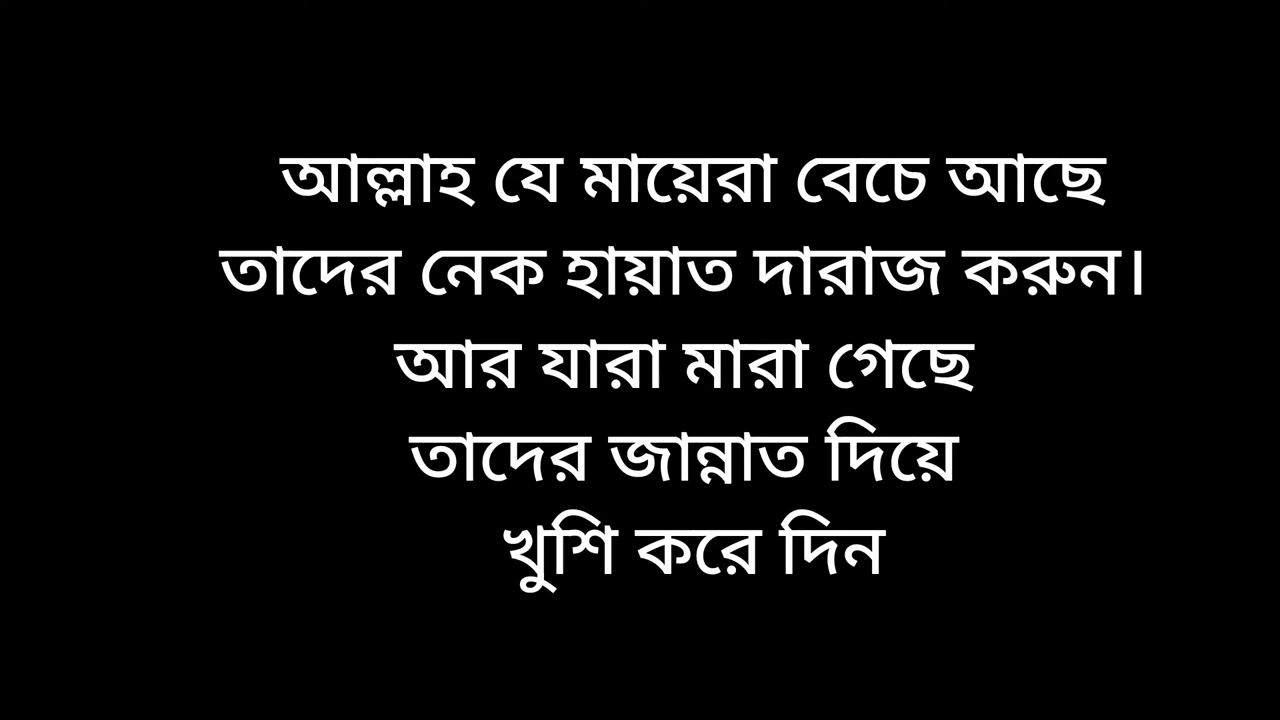 আল্লাহ যে মায়েরা বেচে আছে
তাদের নেক হায়াত দারাজ করুন।
আর যারা মারা গেছে
তাদের জান্নাত দিয়ে
খুশি করে দিন